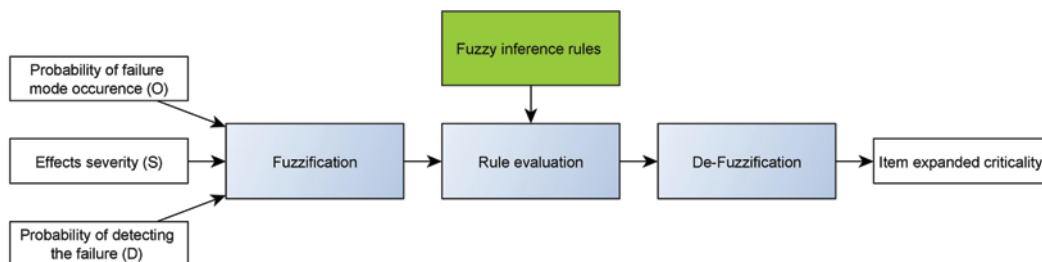 Fuzzy inference rules
Probability of failure
mode occurence (O)
Effects severity (S)
Fuzzification
Rule evaluation
De-Fuzzification
Item expanded criticality
Probability of detecting
the failure (D)